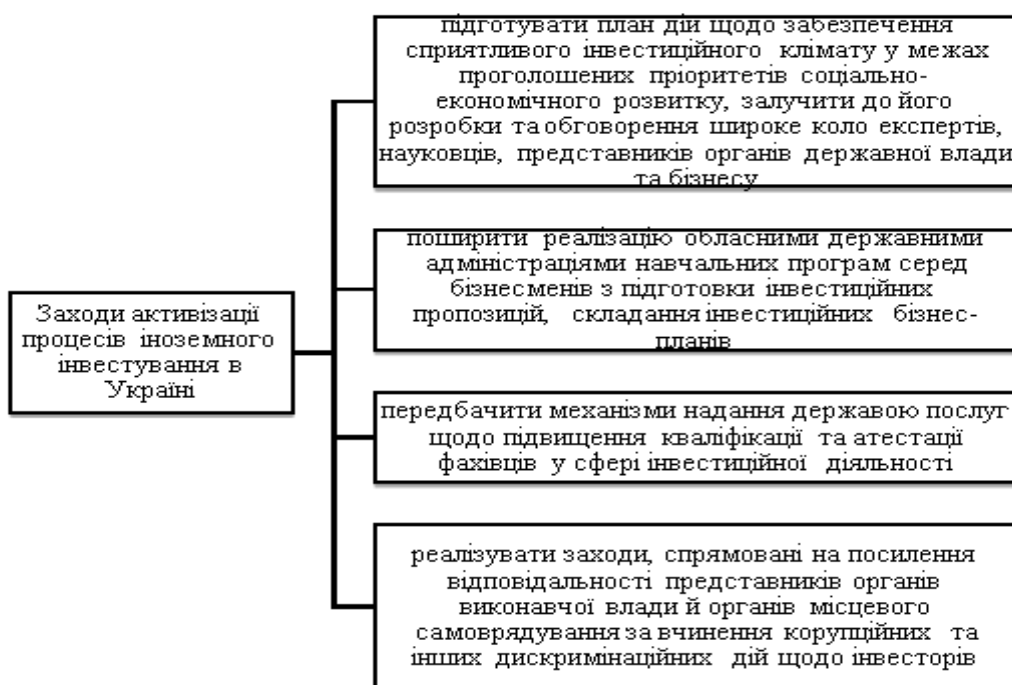 Заходи активізації
процесів іноземного
інвестування в
Україні
підготувати план дій щодо забезпечення
сприятливого інвестиційного клімату у межах
проголошених пріоритетів соціально-
економічного розвитку, залучити до його
розробки та обговорення широке коло експертів,
науковців, представників органів державної влади
та бізнесу
поширити реалізацію обласними державними
адміністраціями навчальних програм серед
бізнесменів з підготовки інвестиційних
пропозицій, складання інвестиційних бізнес-
планів
передбачити механізми надання державою послуг
щодо підвищення кваліфікації та атестації
фахівців у сфері інвестиційної діяльності
реалізувати заходи, спрямовані на посилення
відповідальності представників органів
виконавчої влади й органів місцевого
самоврядування за вчинення корупційних та
інших дискримінаційних дій щодо інвесторів